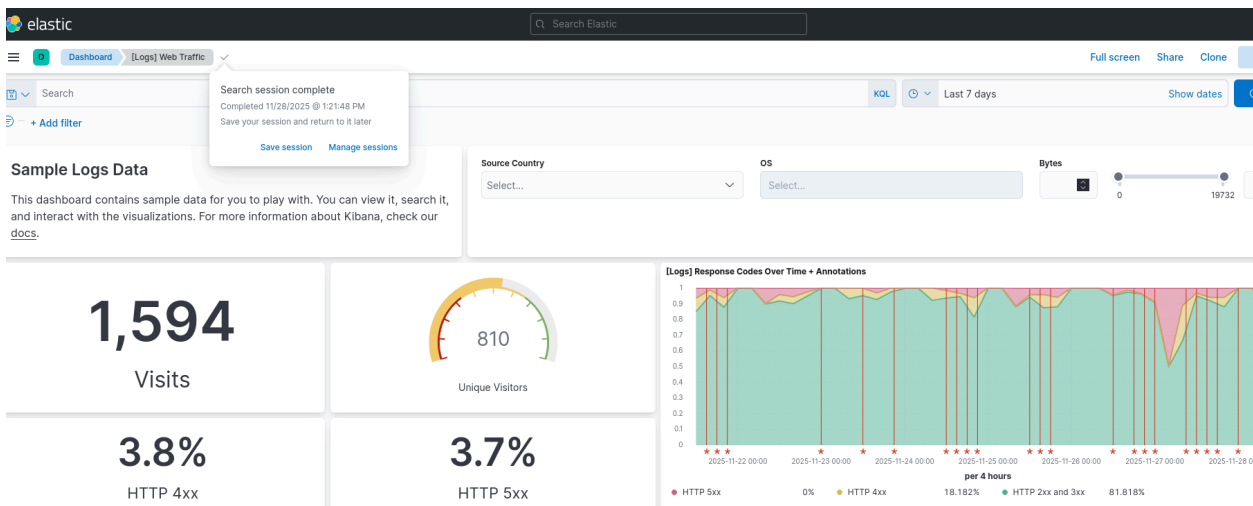 elastic
Search Elastic
D
Dashboard
[Logs] Web Traffic
Full screen
Share
Clone
Search session complete
Completed 11/28/2025 @ 1:21:48 PM
Save your session and return to it later
Save session
Manage sessions
Search
KQL
Last 7 days
Show dates
+ Add filter
Sample Logs Data
This dashboard contains sample data for you to play with. You can view it, search it,
and interact with the visualizations. For more information about Kibana, check our
docs.
Source Country
Select...
OS
Select...
Bytes
0
19732
1,594
Visits
810
Unique Visitors
3.8%
HTTP 4xx
3.7%
HTTP 5xx
[Logs] Response Codes Over Time + Annotations
1
0.9
0.8
0.7
0.6
0.5
0.4
0.3
0.2
0.1
0
2025-11-22 00:00
2025-11-23 00:00
2025-11-24 00:00
2025-11-25 00:00
2025-11-26 00:00
2025-11-27 00:00
2025-11-28 0
per 4 hours
HTTP 5xx 0%
HTTP 4xx 18.182%
HTTP 2xx and 3xx 81.818%